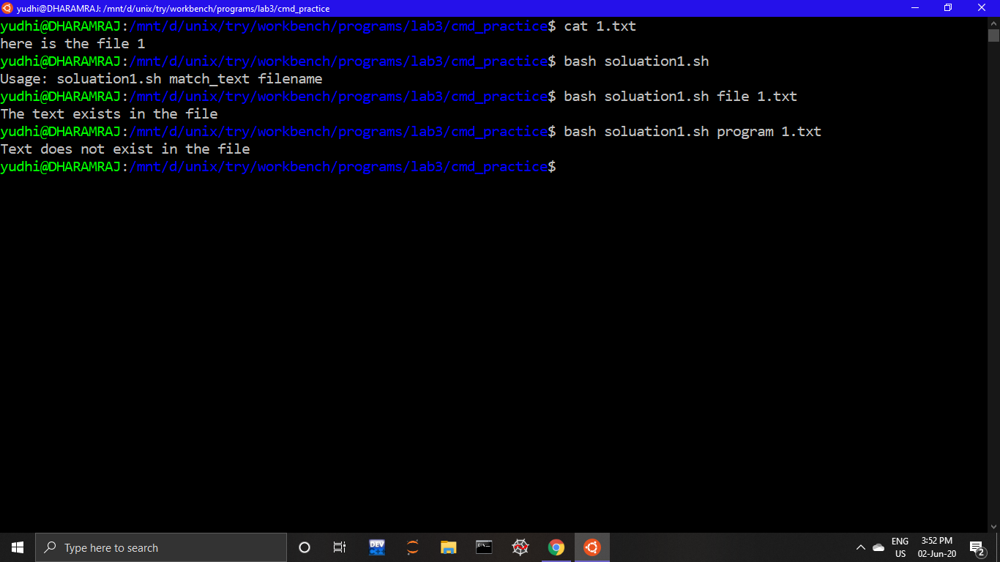 yudhi@DHARAMRAJ: /mnt/d/unix/try/workbench/programs/lab3/cmd_practice
yudhi@DHARAMRAJ:/mnt/d/unix/try/workbench/programs/lab3/cmd_practice$ cat 1.txt
here is the file 1
yudhi@DHARAMRAJ:/mnt/d/unix/try/workbench/programs/lab3/cmd_practice$ bash soluation1.sh
Usage: soluation1.sh match_text filename
yudhi@DHARAMRAJ:/mnt/d/unix/try/workbench/programs/lab3/cmd_practice$ bash soluation1.sh file 1.txt
The text exists in the file
yudhi@DHARAMRAJ:/mnt/d/unix/try/workbench/programs/lab3/cmd_practice$ bash soluation1.sh program 1.txt
Text does not exist in the file
yudhi@DHARAMRAJ:/mnt/d/unix/try/workbench/programs/lab3/cmd_practice$
Type here to search
DEV
C++
ENG
US
3:52 PM
02-Jun-20
2